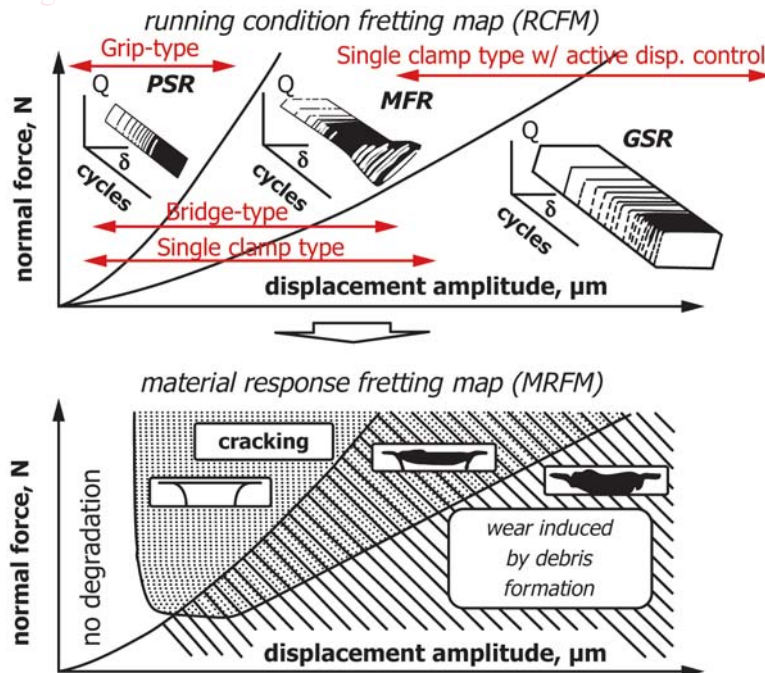 running condition fretting map (RCFM)
Grip-type
Single clamp type w/ active disp. control
Q
PSR
δ
cycles
Q
MFR
δ
cycles
Q
GSR
δ
cycles
Bridge-type
Single clamp type
normal force, N
displacement amplitude, μm
material response fretting map (MRFM)
normal force, N
no degradation
cracking
wear induced
by debris
formation
displacement amplitude, μm